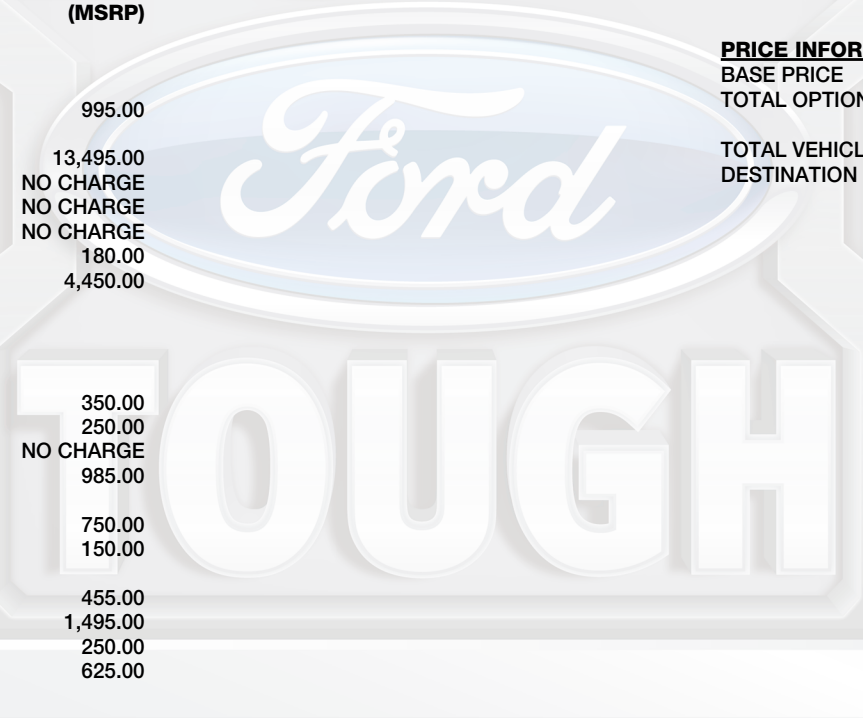 (MSRP)
995.00
13,495.00
NO CHARGE
NO CHARGE
NO CHARGE
180.00
4,450.00
350.00
250.00
NO CHARGE
985.00
750.00
150.00
455.00
1,495.00
250.00
625.00
PRICE INFOR
BASE PRICE
TOTAL OPTION
TOTAL VEHICL
DESTINATION
Ford
TOUGH